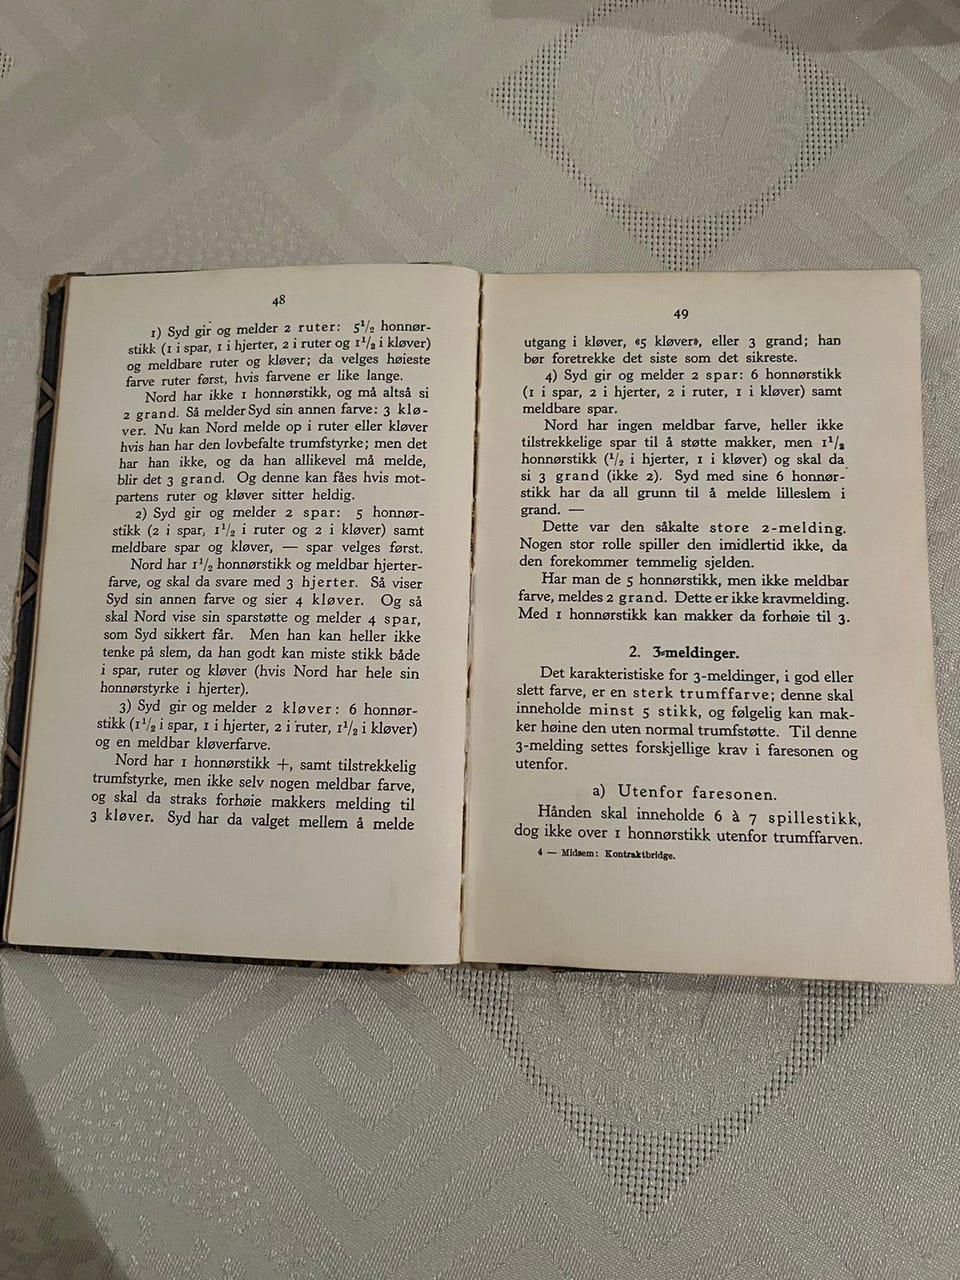 48
1) Syd gir og melder 2 ruter: 5¹/₂ honnør-
stikk (1 i spar, 1 i hjerter, 2 i ruter og 1¹/₂ i kløver)
og meldbare ruter og kløver; da velges høieste
farve ruter først, hvis farvene er like lange.
Nord har ikke 1 honnørstikk, og må altså si
2 grand. Så melder Syd sin annen farve: 3 klø-
ver. Nu kan Nord melde op i ruter eller kløver
hvis han har den lovbefalte trumfstyrke; men det
har han ikke, og da han allikevel må melde,
blir det 3 grand. Og denne kan fåes hvis mot-
partens ruter og kløver sitter heldig.
2) Syd gir og melder 2 spar: 5 honnør-
stikk (2 i spar, 1¹/₂ i ruter og 2 i kløver) samt
meldbare spar og kløver, — spar velges først.
Nord har 1¹/₂ honnørstikk og meldbar hjerter-
farve, og skal da svare med 3 hjerter. Så viser
Syd sin annen farve og sier 4 kløver. Og så
skal Nord vise sin sparstøtte og melder 4 spar,
som Syd sikkert får. Men han kan heller ikke
tenke på slem, da han godt kan miste stikk både
i spar, ruter og kløver (hvis Nord har hele sin
honnørstyrke i hjerter).
3) Syd gir og melder 2 kløver: 6 honnør-
stikk (1¹/₂ i spar, 1 i hjerter, 2 i ruter, 1¹/₂ i kløver)
og en meldbar kløverfarve.
Nord har 1 honnørstikk +, samt tilstrekkelig
trumfstyrke, men ikke selv nogen meldbar farve,
og skal da straks forhøie makkers melding til
3 kløver. Syd har da valget mellem å melde
49
utgang i kløver, «5 kløver», eller 3 grand; han
bør foretrekke det siste som det sikreste.
4) Syd gir og melder 2 spar: 6 honnørstikk
(1 i spar, 2 i hjerter, 2 i ruter, 1 i kløver) samt
meldbare spar.
Nord har ingen meldbar farve, heller ikke
tilstrekkelige spar til å støtte makker, men 1¹/₂
honnørstikk (¹/₂ i hjerter, 1 i kløver) og skal da
si 3 grand (ikke 2). Syd med sine 6 honnør-
stikk har da all grunn til å melde lilleslem i
grand. —
Dette var den såkalte store 2-melding.
Nogen stor rolle spiller den imidlertid ikke, da
den forekommer temmelig sjelden.
Har man de 5 honnørstikk, men ikke meldbar
farve, meldes 2 grand. Dette er ikke kravmelding.
Med 1 honnørstikk kan makker da forhøie til 3.
2. 3-meldinger.
Det karakteristiske for 3-meldinger, i god eller
slett farve, er en sterk trumffarve; denne skal
inneholde minst 5 stikk, og følgelig kan mak-
ker høine den uten normal trumfstøtte. Til denne
3-melding settes forskjellige krav i faresonen og
utenfor.
a) Utenfor faresonen.
Hånden skal inneholde 6 à 7 spillestikk,
dog ikke over 1 honnørstikk utenfor trumffarven.
4 — Midsem: Kontraktbridge.